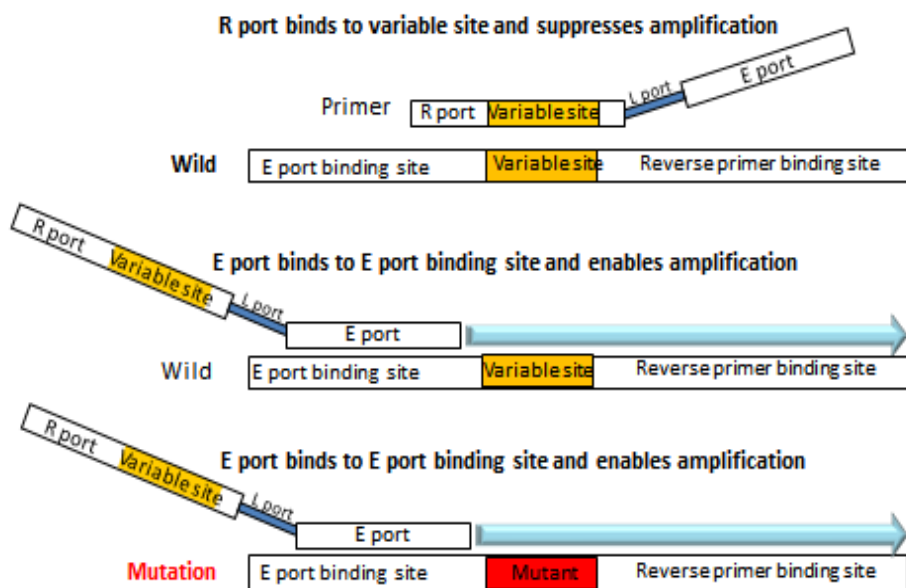 R port binds to variable site and suppresses amplification
E port
L port
Primer R port Variable site
Wild E port binding site Variable site Reverse primer binding site
R port
Variable site
E port binds to E port binding site and enables amplification
L port
E port
Wild E port binding site Variable site Reverse primer binding site
R port
Variable site
E port binds to E port binding site and enables amplification
L port
E port
Mutation E port binding site Mutant Reverse primer binding site